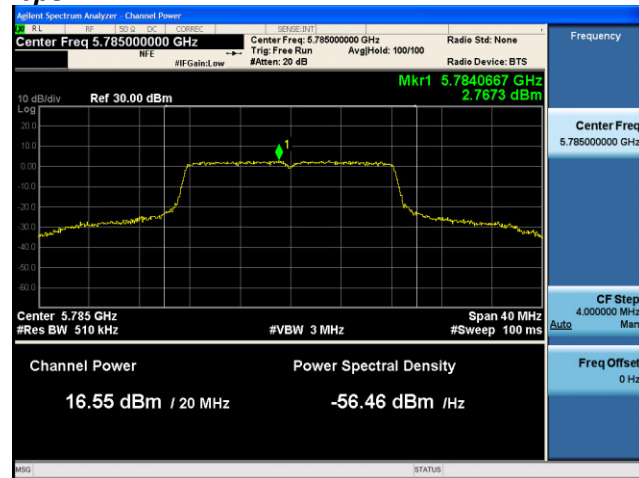 Agilent Spectrum Analyzer - Channel Power
RL RF 50 Ω DC CORREC SENSE:INT
Center Freq 5.785000000 GHz
NFE
#IFGain:Low
Center Freq: 5.785000000 GHz
Trig: Free Run Avg|Hold: 100/100
#Atten: 20 dB
Radio Std: None
Radio Device: BTS
Mkr1 5.7840667 GHz
2.7673 dBm
10 dB/div Ref 30.00 dBm
Log
20.0
10.0
0.00
-10.0
-20.0
-30.0
-40.0
-50.0
-60.0
1
Center 5.785 GHz Span 40 MHz
#Res BW 510 kHz #VBW 3 MHz #Sweep 100 ms
Channel Power Power Spectral Density
16.55 dBm / 20 MHz -56.46 dBm /Hz
MSG STATUS
Frequency
Center Freq
5.785000000 GHz
CF Step
4.000000 MHz
Auto Man
Freq Offset
0 Hz